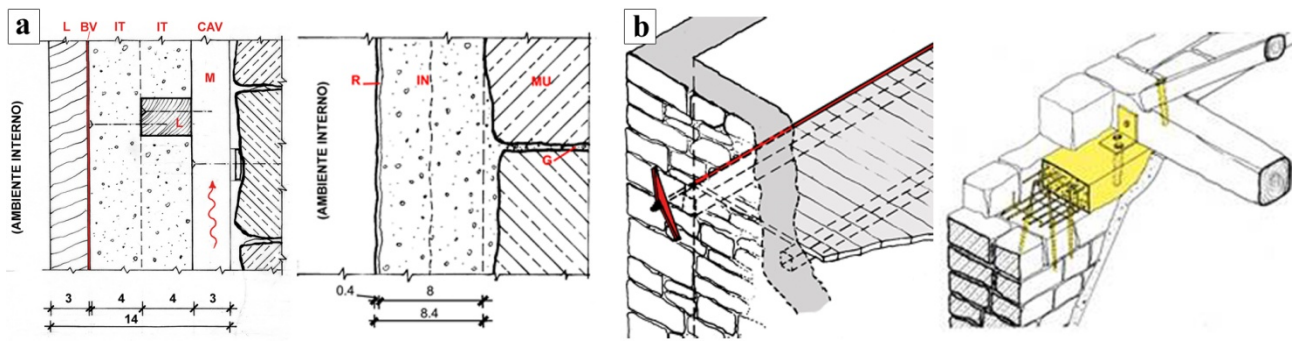 a
L BV IT IT CAV
M
L
(AMBIENTE INTERNO)
3 4 4 3
14
R IN MU
G
(AMBIENTE INTERNO)
0.4 8
8.4
b